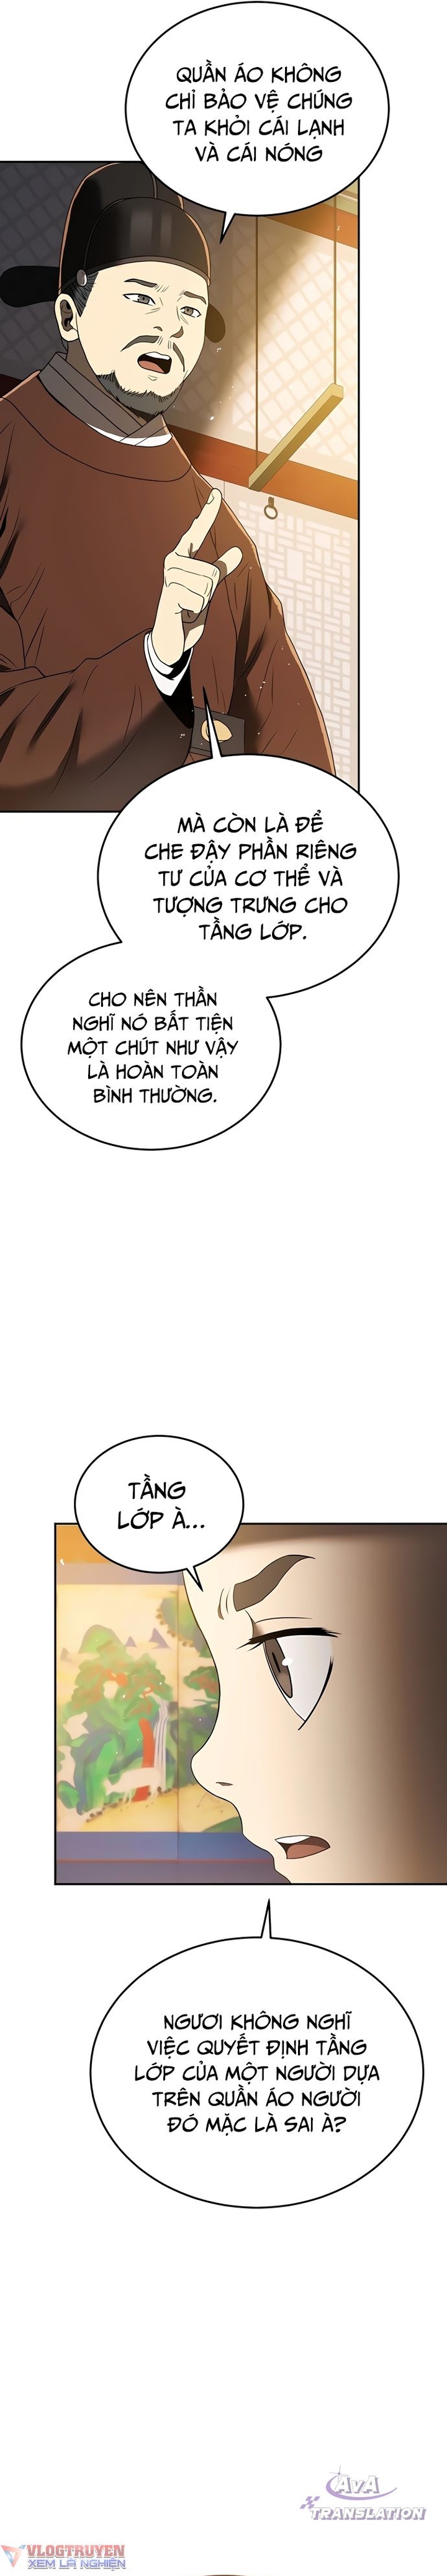 QUẦN ÁO KHÔNG
CHỈ BẢO VỆ CHÚNG
TA KHỎI CÁI LẠNH
VÀ CÁI NÓNG
MÀ CÒN LÀ ĐỂ
CHE ĐẬY PHẦN RIÊNG
TƯ CỦA CƠ THỂ VÀ
TƯỢNG TRƯNG CHO
TẦNG LỚP.
CHO NÊN THẦN
NGHĨ NÓ BẤT TIỆN
MỘT CHÚT NHƯ VẬY
LÀ HOÀN TOÀN
BÌNH THƯỜNG.
TẦNG
LỚP À...
NGƯƠI KHÔNG NGHĨ
VIỆC QUYẾT ĐỊNH TẦNG
LỚP CỦA MỘT NGƯỜI DỰA
TRÊN QUẦN ÁO NGƯỜI
ĐÓ MẶC LÀ SAI À?
AVA
TRANSLATION
VLOGTRUYEN
XEM LÀ NGHIỆN